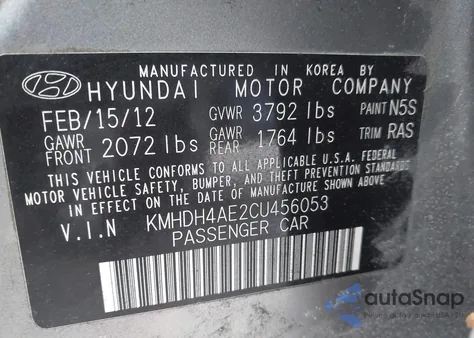 MANUFACTURED IN KOREA BY
HYUNDAI MOTOR COMPANY
FEB/15/12 GVWR 3792 lbs PAINT N5S
GAWR FRONT 2072 lbs GAWR REAR 1764 lbs TRIM RAS
THIS VEHICLE CONFORMS TO ALL APPLICABLE U.S.A. FEDERAL
MOTOR VEHICLE SAFETY, BUMPER, AND THEFT PREVENTION STANDARDS
IN EFFECT ON THE DATE OF MANUFACTURE SHOWN ABOVE.
V.I.N KMHDH4AE2CU456053
PASSENGER CAR
autoSnap